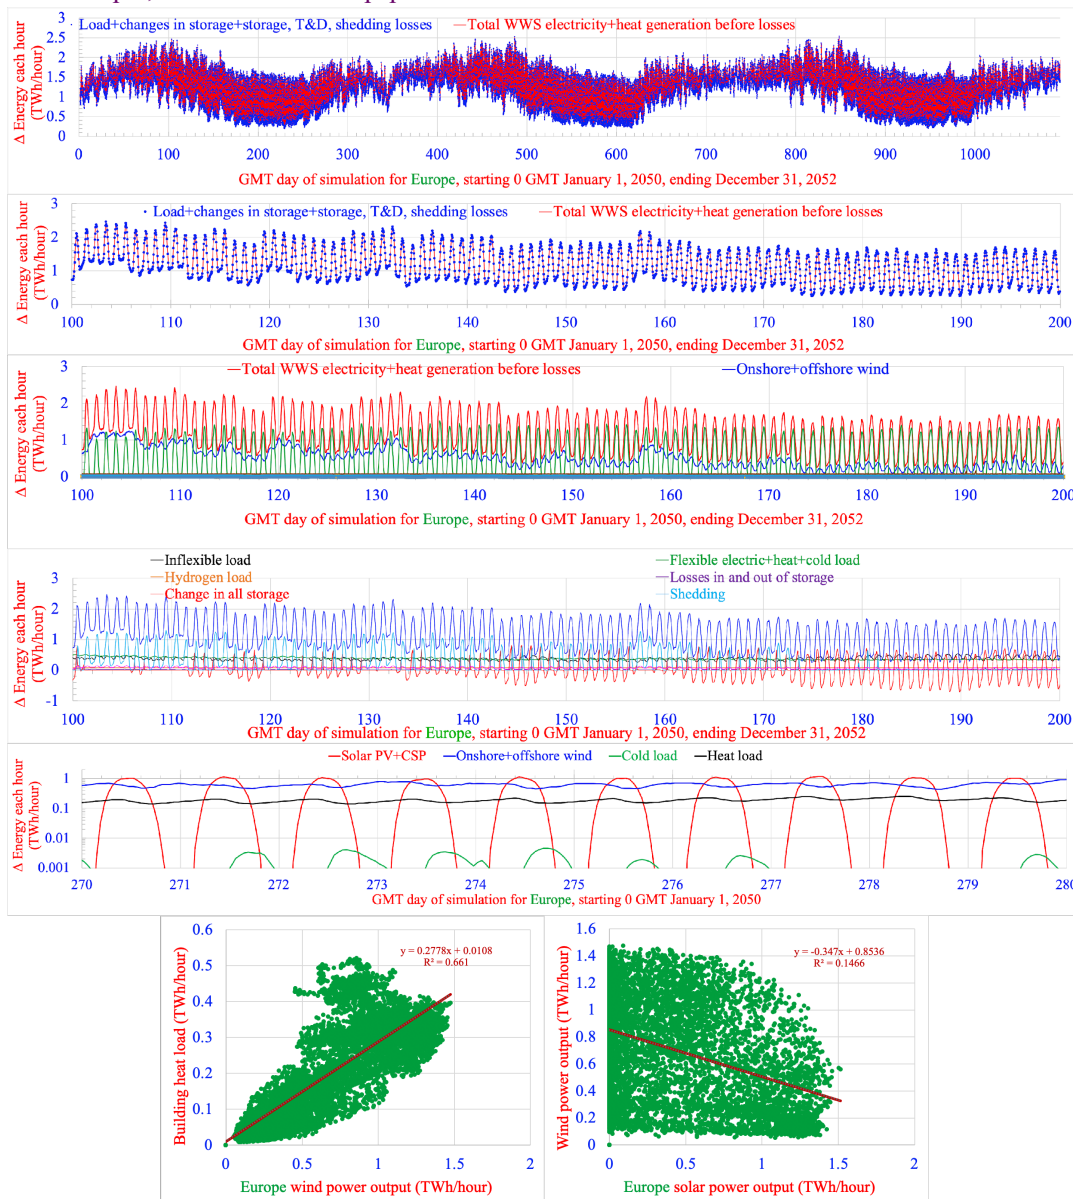 Load+changes in storage+storage, T&D, shedding losses —Total WWS electricity+heat generation before losses
Δ Energy each hour
(TWh/hour)
3
2.5
2
1.5
1
0.5
0
0 100 200 300 400 500 600 700 800 900 1000
GMT day of simulation for Europe, starting 0 GMT January 1, 2050, ending December 31, 2052
Load+changes in storage+storage, T&D, shedding losses —Total WWS electricity+heat generation before losses
Δ Energy each hour
(TWh/hour)
3
2
1
0
100 110 120 130 140 150 160 170 180 190 200
GMT day of simulation for Europe, starting 0 GMT January 1, 2050, ending December 31, 2052
—Total WWS electricity+heat generation before losses —Onshore+offshore wind
Δ Energy each hour
(TWh/hour)
3
2
1
0
100 110 120 130 140 150 160 170 180 190 200
GMT day of simulation for Europe, starting 0 GMT January 1, 2050, ending December 31, 2052
—Inflexible load —Flexible electric+heat+cold load
—Hydrogen load —Losses in and out of storage
—Change in all storage —Shedding
Δ Energy each hour
(TWh/hour)
3
2
1
0
-1
100 110 120 130 140 150 160 170 180 190 200
GMT day of simulation for Europe, starting 0 GMT January 1, 2050, ending December 31, 2052
—Solar PV+CSP —Onshore+offshore wind —Cold load —Heat load
Δ Energy each hour
(TWh/hour)
1
0.1
0.01
0.001
270 271 272 273 274 275 276 277 278 279 280
GMT day of simulation for Europe, starting 0 GMT January 1, 2050
Building heat load (TWh/hour)
0.6
0.5
0.4
0.3
0.2
0.1
0
y = 0.2778x + 0.0108
R² = 0.661
0 0.5 1 1.5 2
Europe wind power output (TWh/hour)
Wind power output (TWh/hour)
1.6
1.4
1.2
1
0.8
0.6
0.4
0.2
0
y = -0.347x + 0.8536
R² = 0.1466
0 0.5 1 1.5 2
Europe solar power output (TWh/hour)